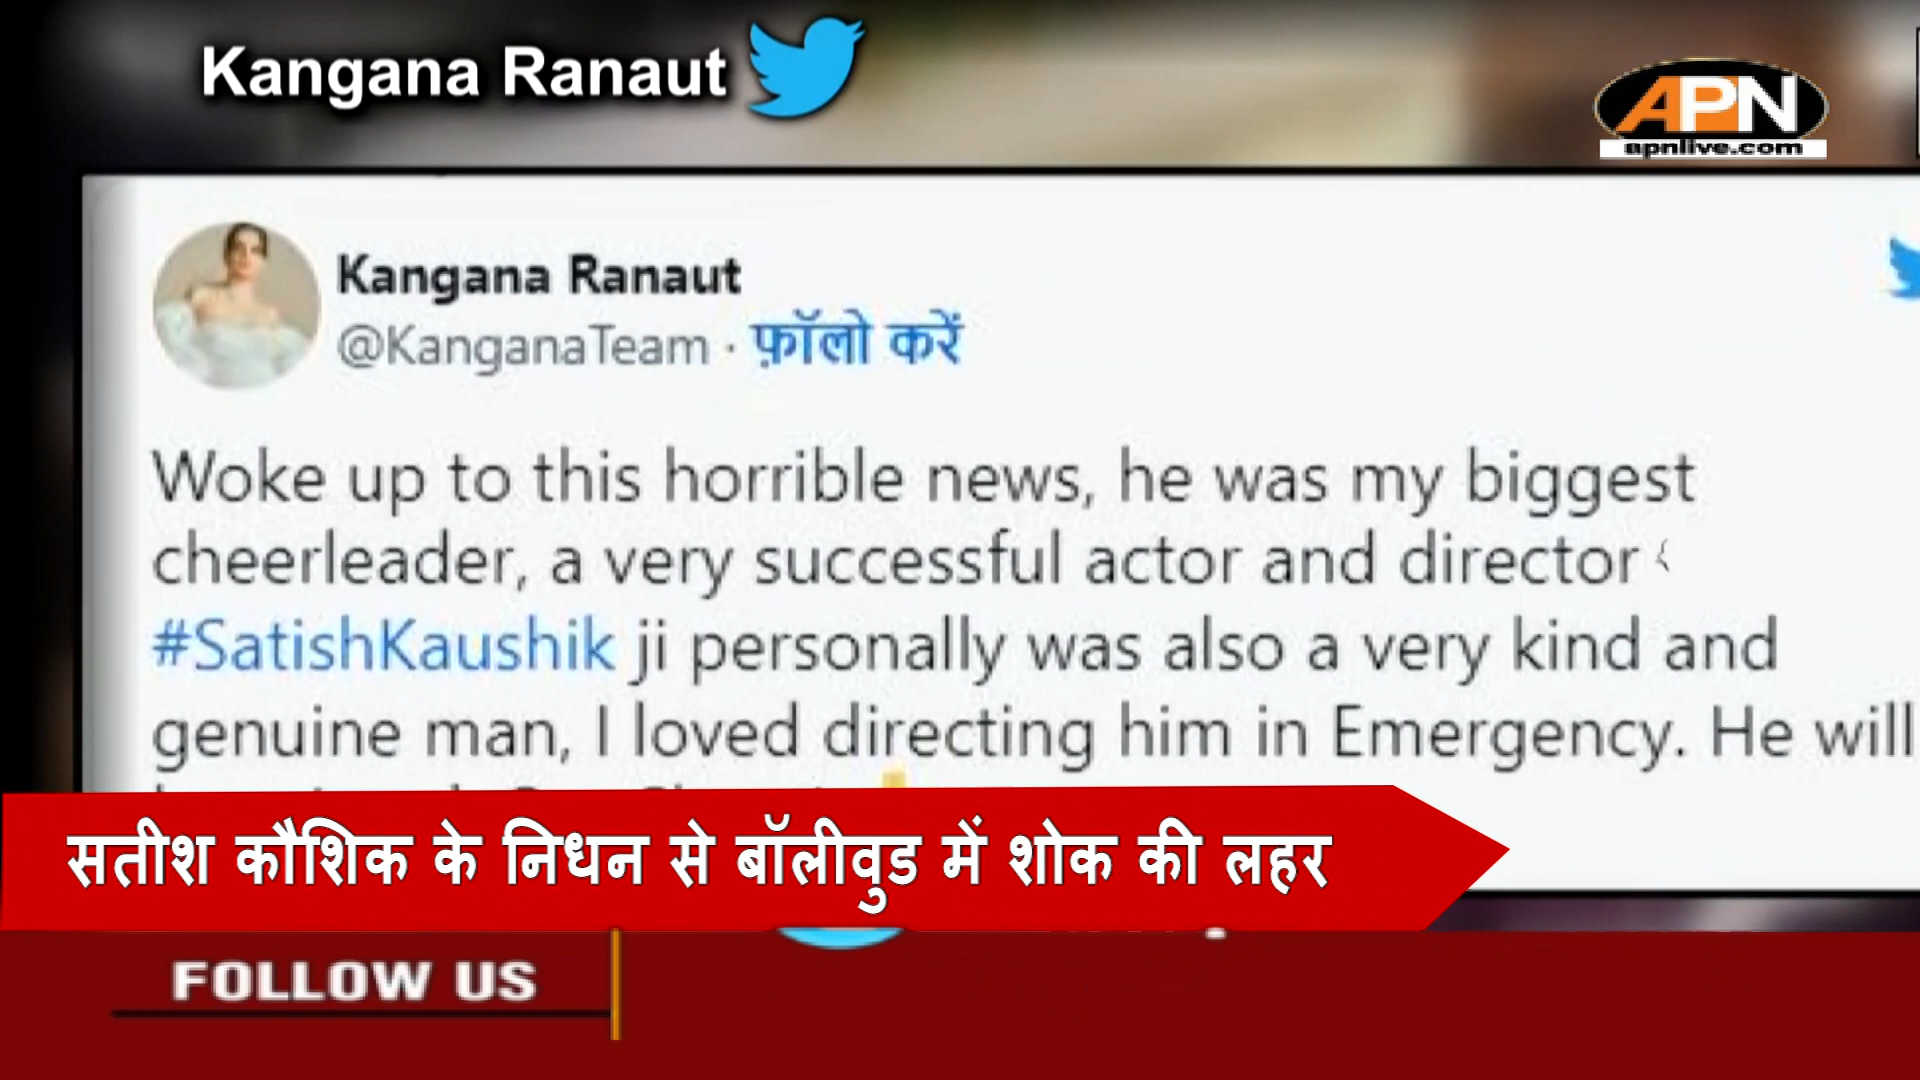 Kangana Ranaut
APN
apnlive.com
Kangana Ranaut
@KanganaTeam · फ़ॉलो करें
Woke up to this horrible news, he was my biggest
cheerleader, a very successful actor and director
#SatishKaushik ji personally was also a very kind and
genuine man, I loved directing him in Emergency. He will
सतीश कौशिक के निधन से बॉलीवुड में शोक की लहर
FOLLOW US